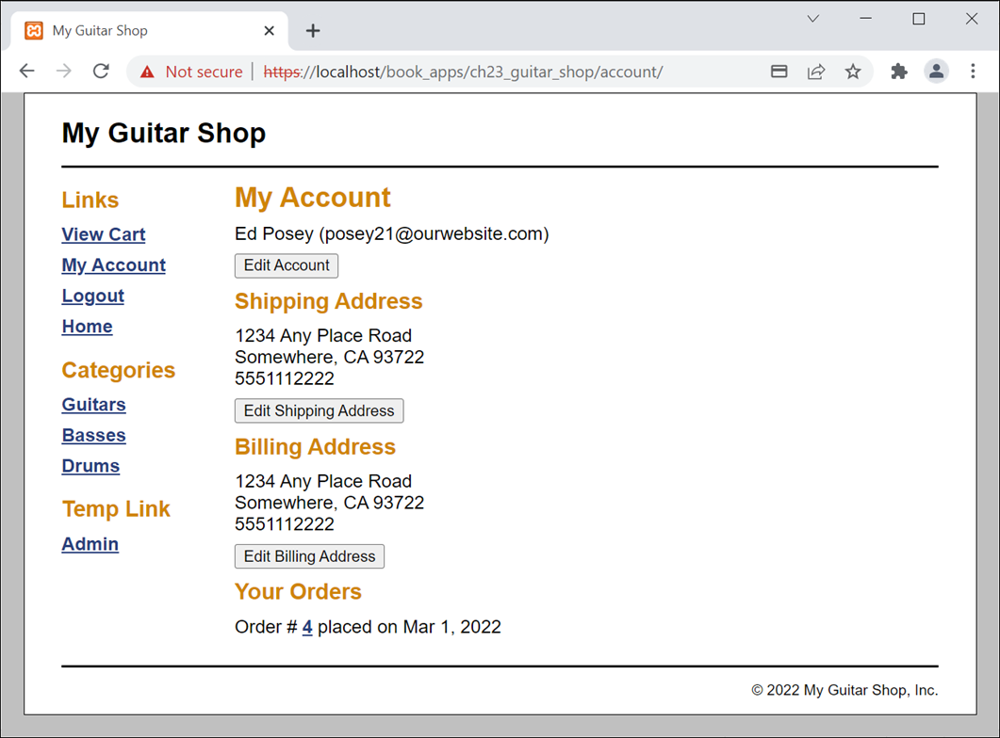 My Guitar Shop
Not secure | https://localhost/book_apps/ch23_guitar_shop/account/
My Guitar Shop
Links
View Cart
My Account
Logout
Home
Categories
Guitars
Basses
Drums
Temp Link
Admin
My Account
Ed Posey (posey21@ourwebsite.com)
Edit Account
Shipping Address
1234 Any Place Road
Somewhere, CA 93722
5551112222
Edit Shipping Address
Billing Address
1234 Any Place Road
Somewhere, CA 93722
5551112222
Edit Billing Address
Your Orders
Order # 4 placed on Mar 1, 2022
© 2022 My Guitar Shop, Inc.